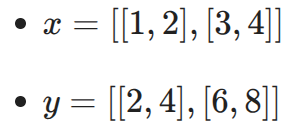 • x = [[1, 2], [3, 4]]
• y = [[2, 4], [6, 8]]